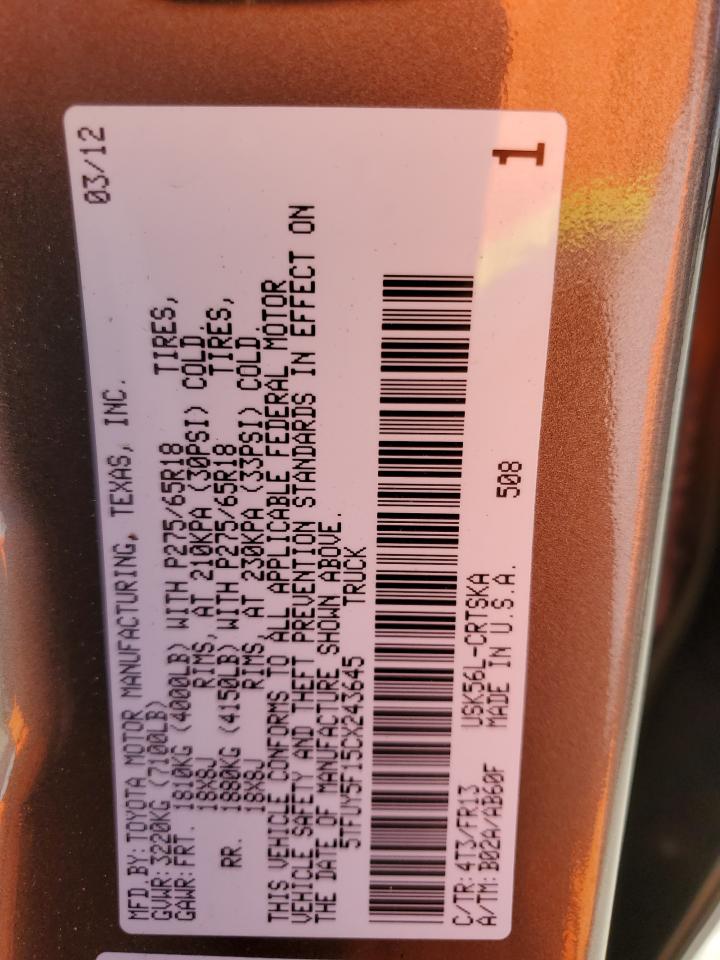 MFD BY: TOYOTA MOTOR MANUFACTURING, TEXAS, INC. 03/12
GVWR: 3220KG (7100LB)
GAWR: FRT. 1810KG (4000LB) WITH P275/65R18 TIRES,
18X8J RIMS, AT 210KPA (30PSI) COLD.
RR. 1880KG (4150LB) WITH P275/65R18 TIRES,
18X8J RIMS, AT 230KPA (33PSI) COLD.
THIS VEHICLE CONFORMS TO ALL APPLICABLE FEDERAL MOTOR
VEHICLE SAFETY AND THEFT PREVENTION STANDARDS IN EFFECT ON
THE DATE OF MANUFACTURE SHOWN ABOVE.
5TFUY5F15CX243645 TRUCK
C/TR: 4T3/FR13 USK56L-CRTSKA
A/TM: B02A/AB60F MADE IN U.S.A. 508 1